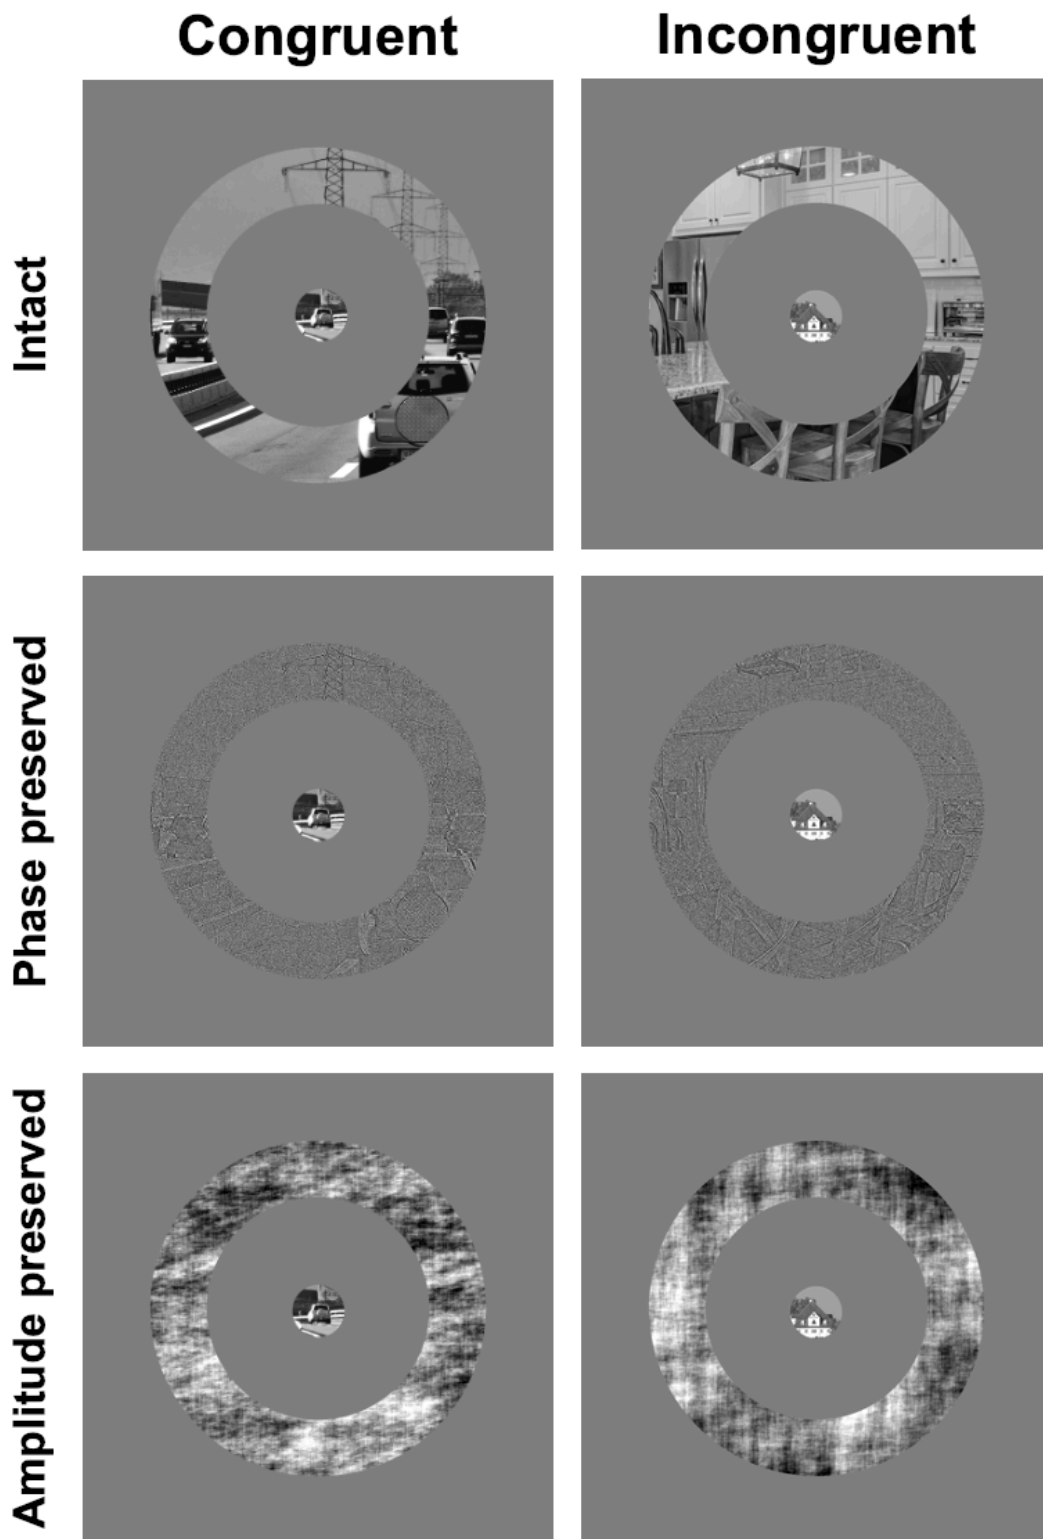 Congruent
Incongruent
Intact
Phase preserved
Amplitude preserved